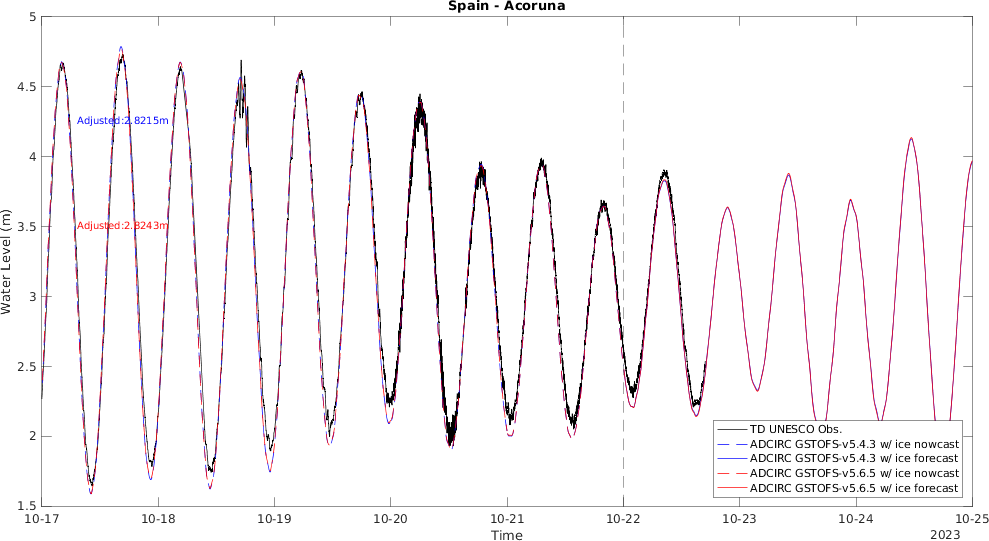 Spain - Acoruna
5
4.5
4
3.5
3
2.5
2
1.5
Water Level (m)
Adjusted:2.8215m
Adjusted:2.8243m
TD UNESCO Obs.
ADCIRC GSTOFS-v5.4.3 w/ ice nowcast
ADCIRC GSTOFS-v5.4.3 w/ ice forecast
ADCIRC GSTOFS-v5.6.5 w/ ice nowcast
ADCIRC GSTOFS-v5.6.5 w/ ice forecast
10-17 10-18 10-19 10-20 10-21 10-22 10-23 10-24 10-25
Time
2023